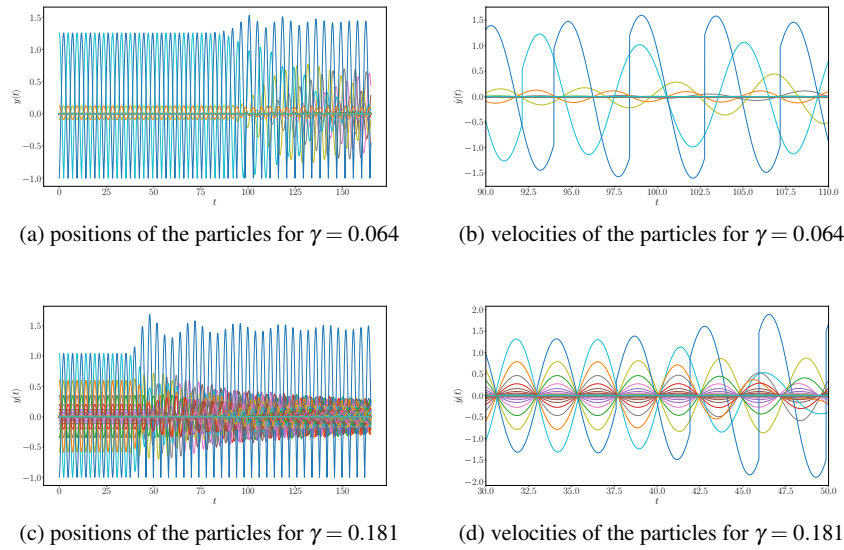 1.5
1.0
0.5
0.0
−0.5
−1.0
y(t)
0 25 50 75 100 125 150
t
1.5
1.0
0.5
0.0
−0.5
−1.0
−1.5
ẏ(t)
90.0 92.5 95.0 97.5 100.0 102.5 105.0 107.5 110.0
t
(a) positions of the particles for γ = 0.064
(b) velocities of the particles for γ = 0.064
1.5
1.0
0.5
0.0
−0.5
−1.0
y(t)
0 25 50 75 100 125 150
t
2.0
1.5
1.0
0.5
0.0
−0.5
−1.0
−1.5
−2.0
ẏ(t)
30.0 32.5 35.0 37.5 40.0 42.5 45.0 47.5 50.0
t
(c) positions of the particles for γ = 0.181
(d) velocities of the particles for γ = 0.181